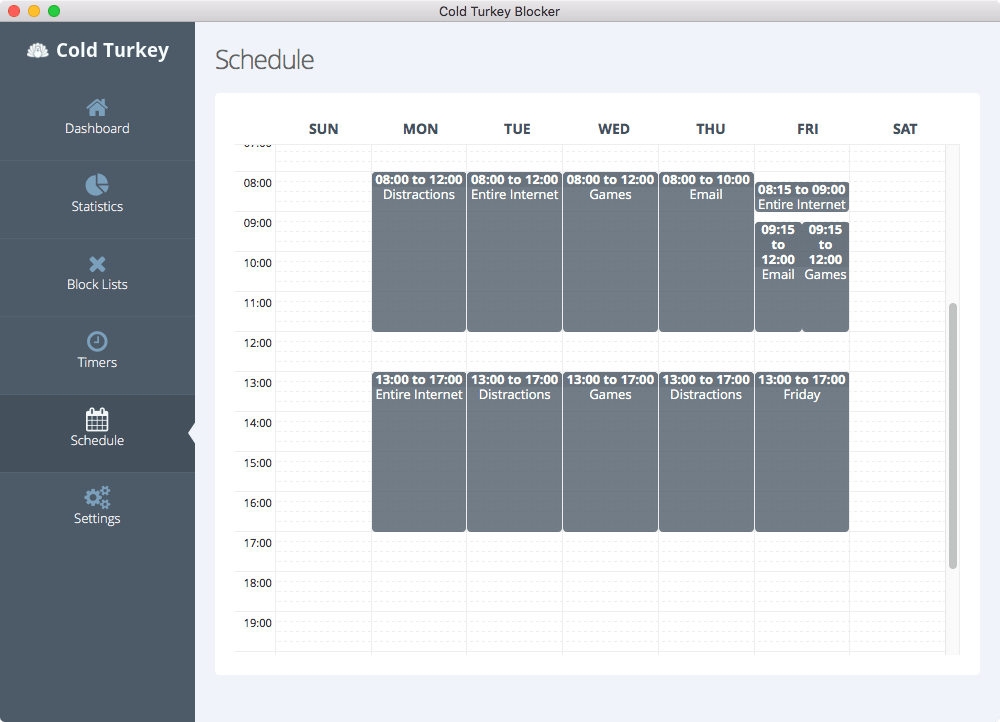 Cold Turkey Blocker
Cold Turkey
Dashboard
Statistics
Block Lists
Timers
Schedule
Settings
Schedule
SUN MON TUE WED THU FRI SAT
07:00
08:00
09:00
10:00
11:00
12:00
13:00
14:00
15:00
16:00
17:00
18:00
19:00
08:00 to 12:00
Distractions
13:00 to 17:00
Entire Internet
08:00 to 12:00
Entire Internet
13:00 to 17:00
Distractions
08:00 to 12:00
Games
13:00 to 17:00
Games
08:00 to 10:00
Email
13:00 to 17:00
Distractions
08:15 to 09:00
Entire Internet
09:15
to
12:00
Email
09:15
to
12:00
Games
13:00 to 17:00
Friday